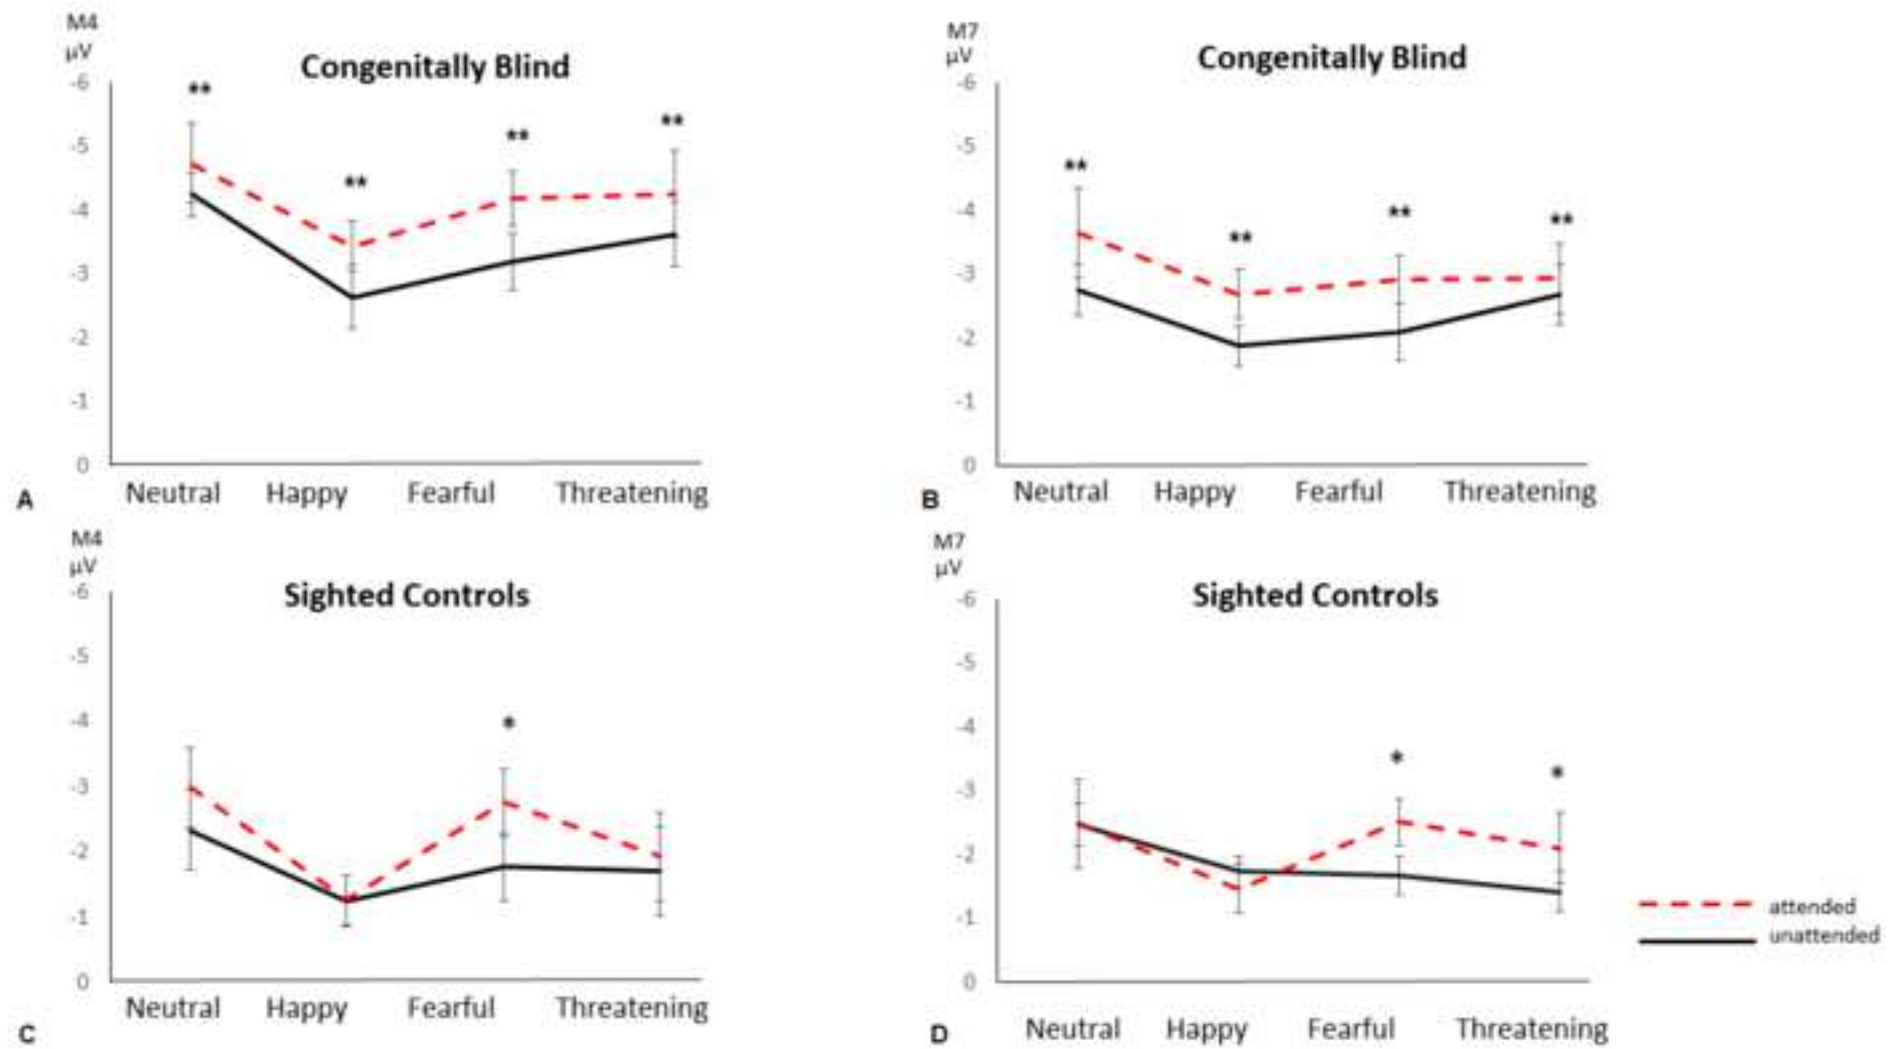 M4
μV
Congenitally Blind
-6
-5
-4
-3
-2
-1
0
**
**
**
**
Neutral Happy Fearful Threatening
A
M7
μV
Congenitally Blind
-6
-5
-4
-3
-2
-1
0
**
**
**
**
Neutral Happy Fearful Threatening
B
M4
μV
Sighted Controls
-6
-5
-4
-3
-2
-1
0
*
Neutral Happy Fearful Threatening
C
M7
μV
Sighted Controls
-6
-5
-4
-3
-2
-1
0
*
*
Neutral Happy Fearful Threatening
D
attended
unattended